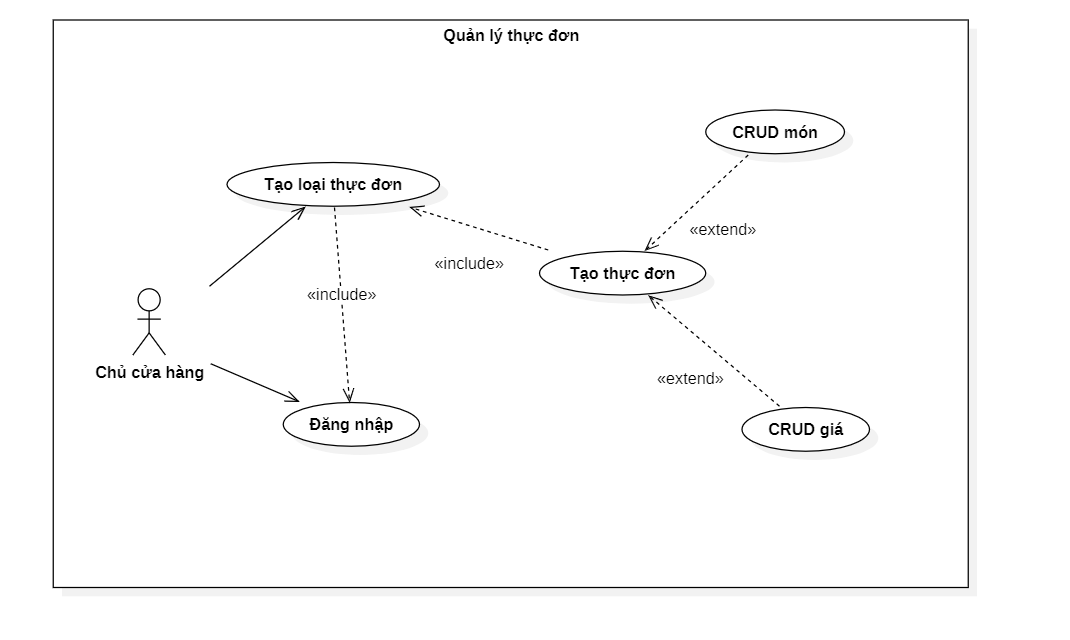 Quản lý thực đơn
CRUD món
Tạo loại thực đơn
«extend»
«include»
Tạo thực đơn
«include»
Chủ cửa hàng
«extend»
Đăng nhập
CRUD giá